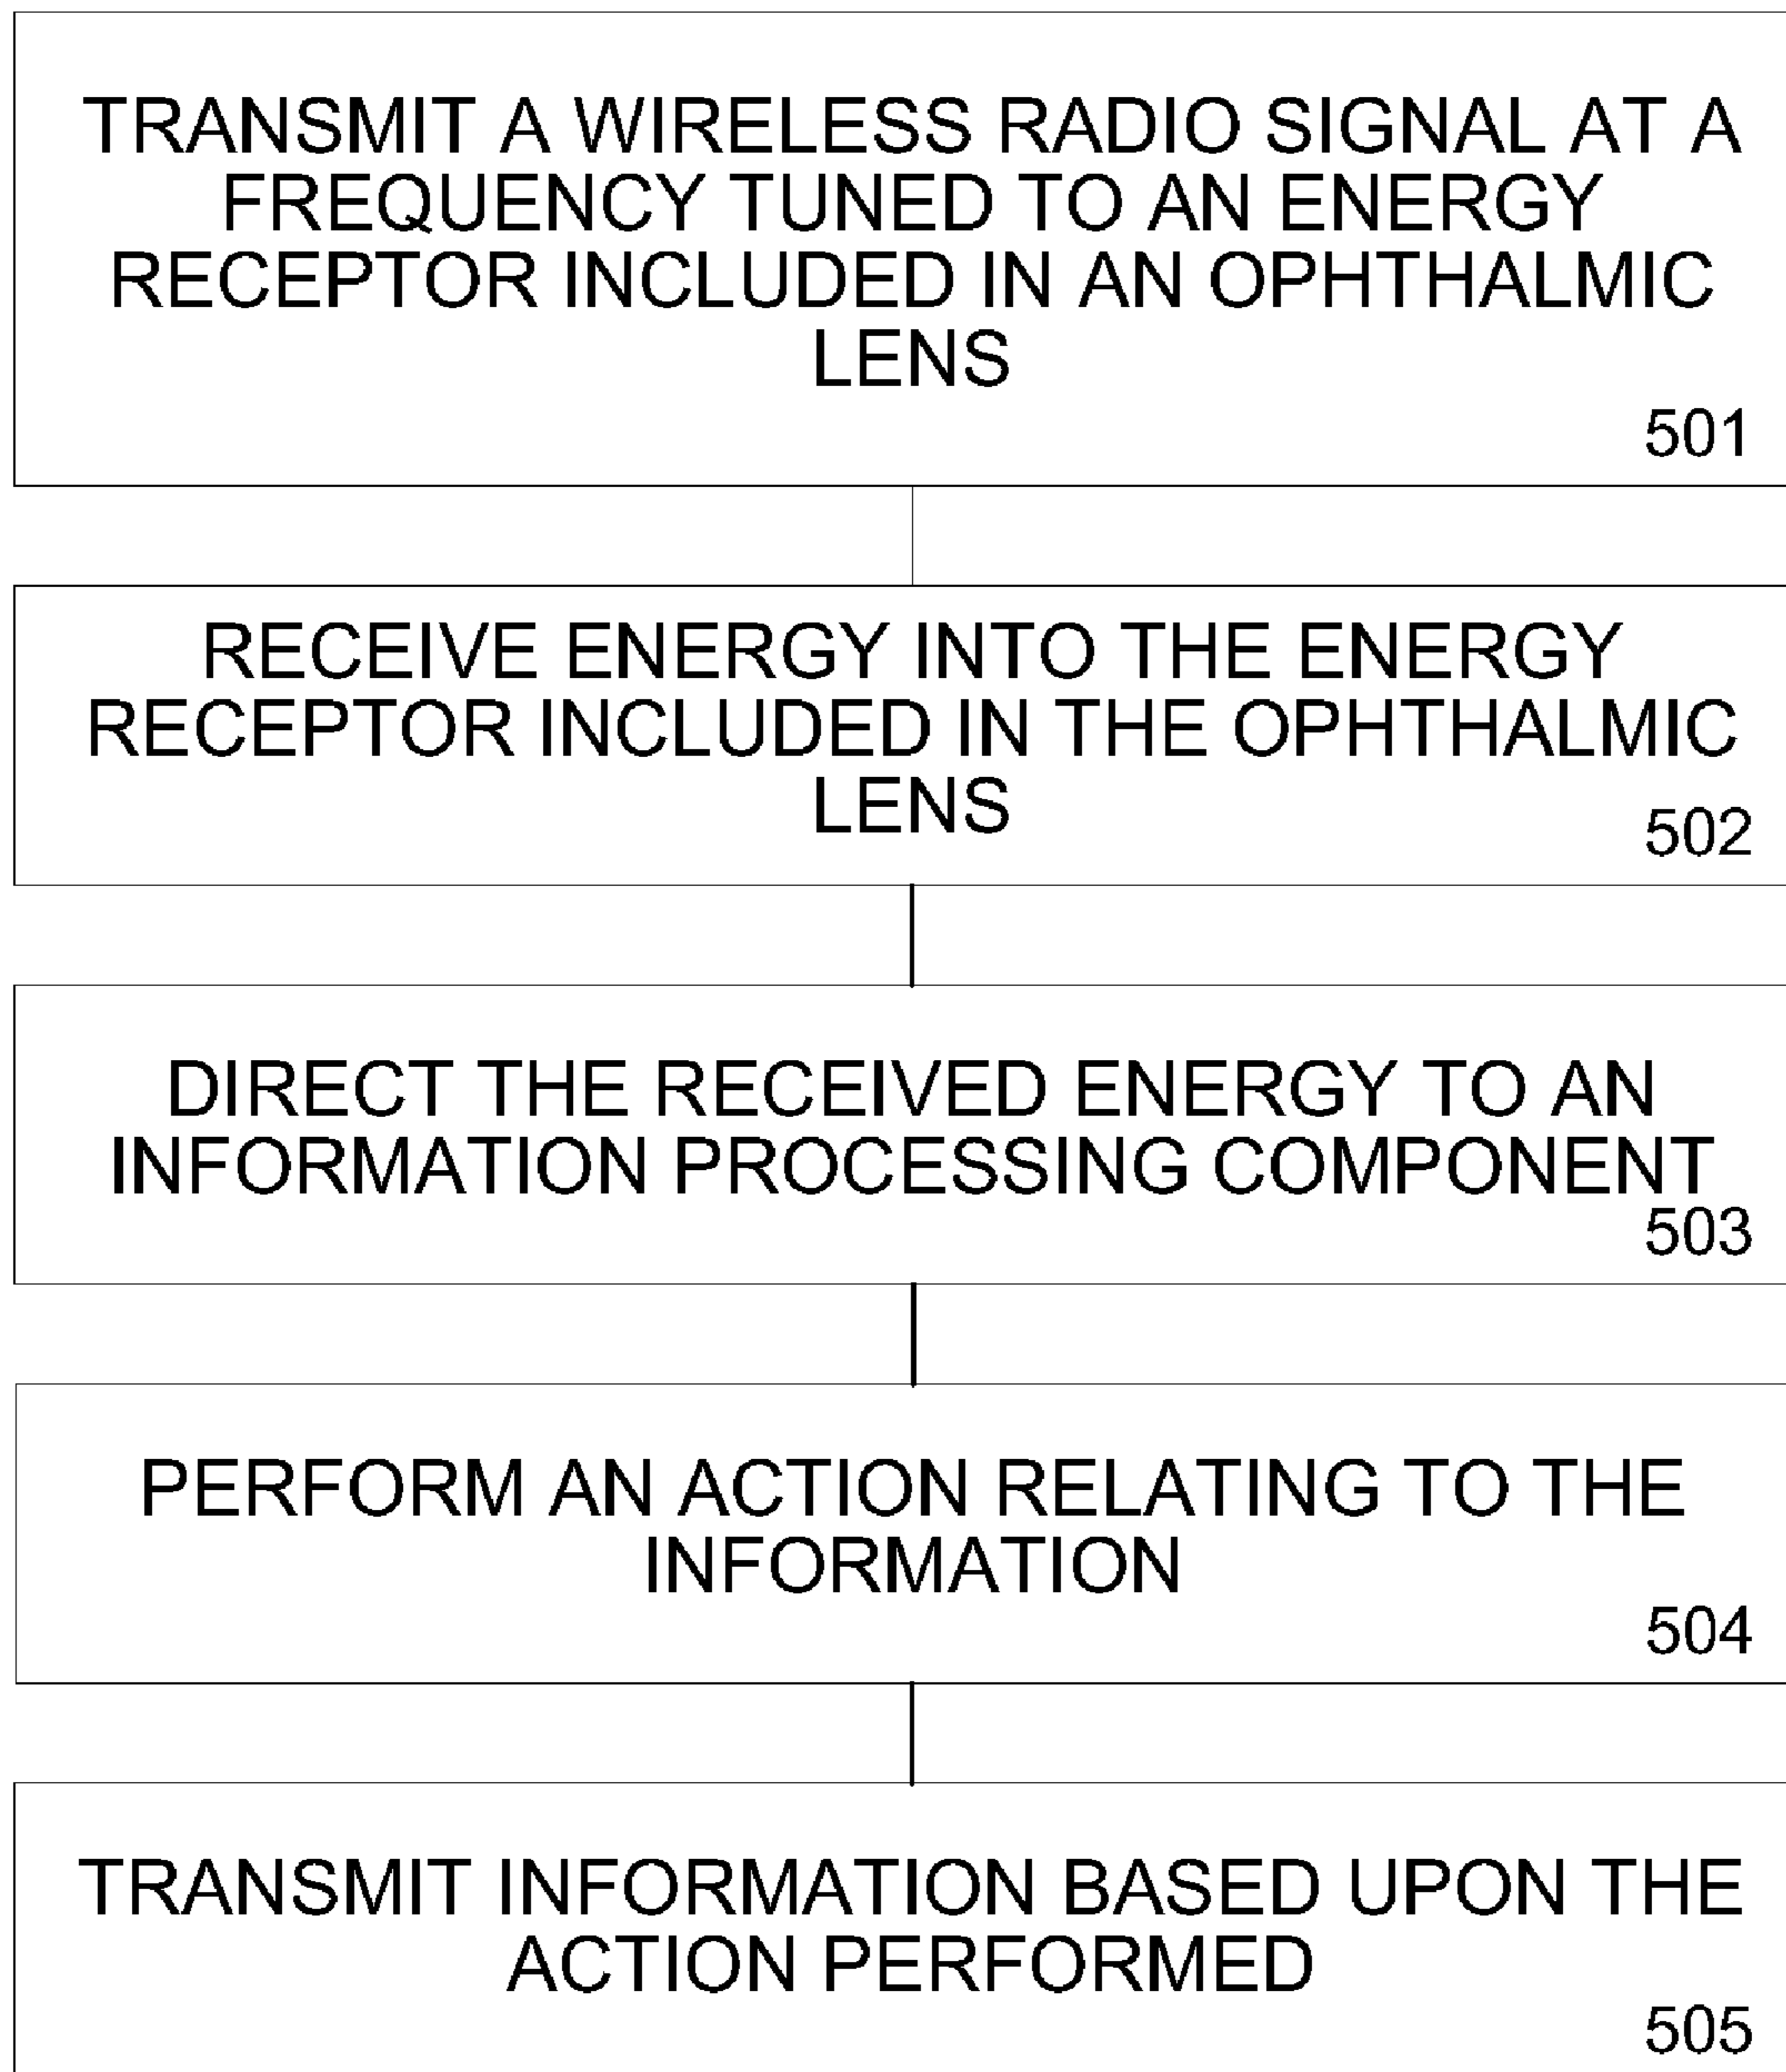 TRANSMIT A WIRELESS RADIO SIGNAL AT A
FREQUENCY TUNED TO AN ENERGY
RECEPTOR INCLUDED IN AN OPHTHALMIC
LENS
501
RECEIVE ENERGY INTO THE ENERGY
RECEPTOR INCLUDED IN THE OPHTHALMIC
LENS
502
DIRECT THE RECEIVED ENERGY TO AN
INFORMATION PROCESSING COMPONENT
503
PERFORM AN ACTION RELATING TO THE
INFORMATION
504
TRANSMIT INFORMATION BASED UPON THE
ACTION PERFORMED
505